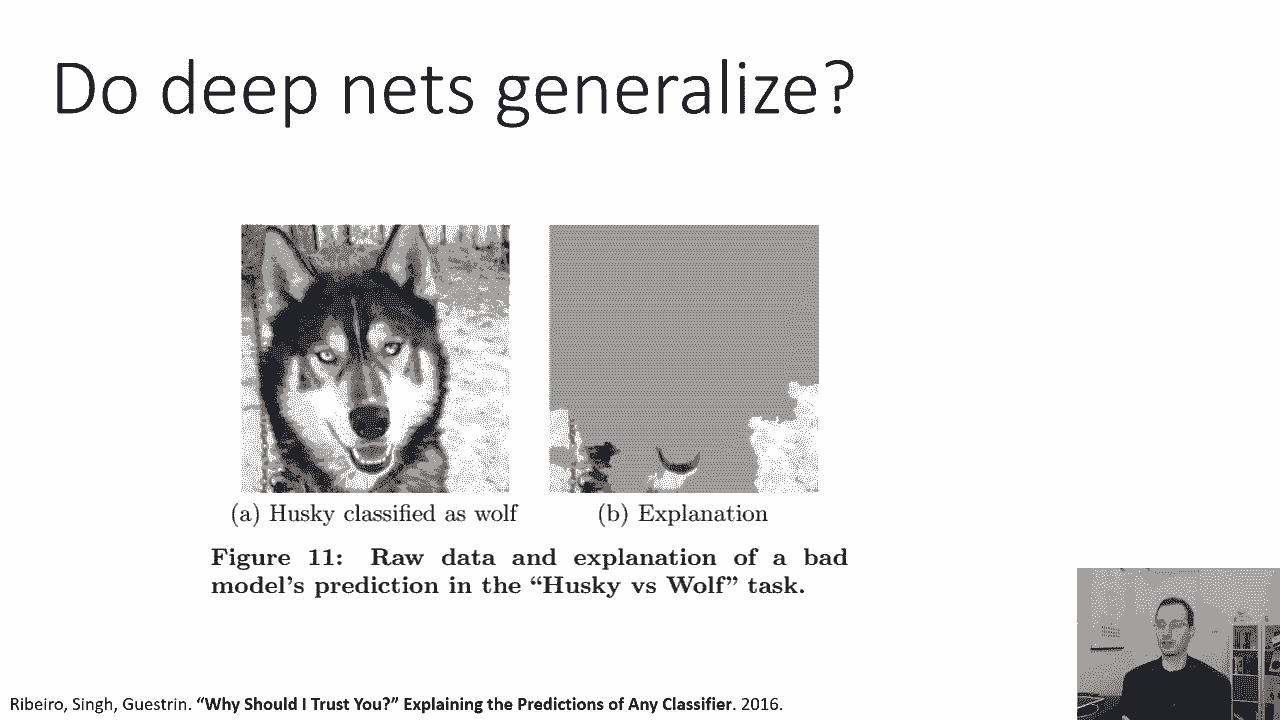 Do deep nets generalize?
(a) Husky classified as wolf
(b) Explanation
Figure 11: Raw data and explanation of a bad
model's prediction in the “Husky vs Wolf” task.
Ribeiro, Singh, Guestrin. “Why Should I Trust You?” Explaining the Predictions of Any Classifier. 2016.